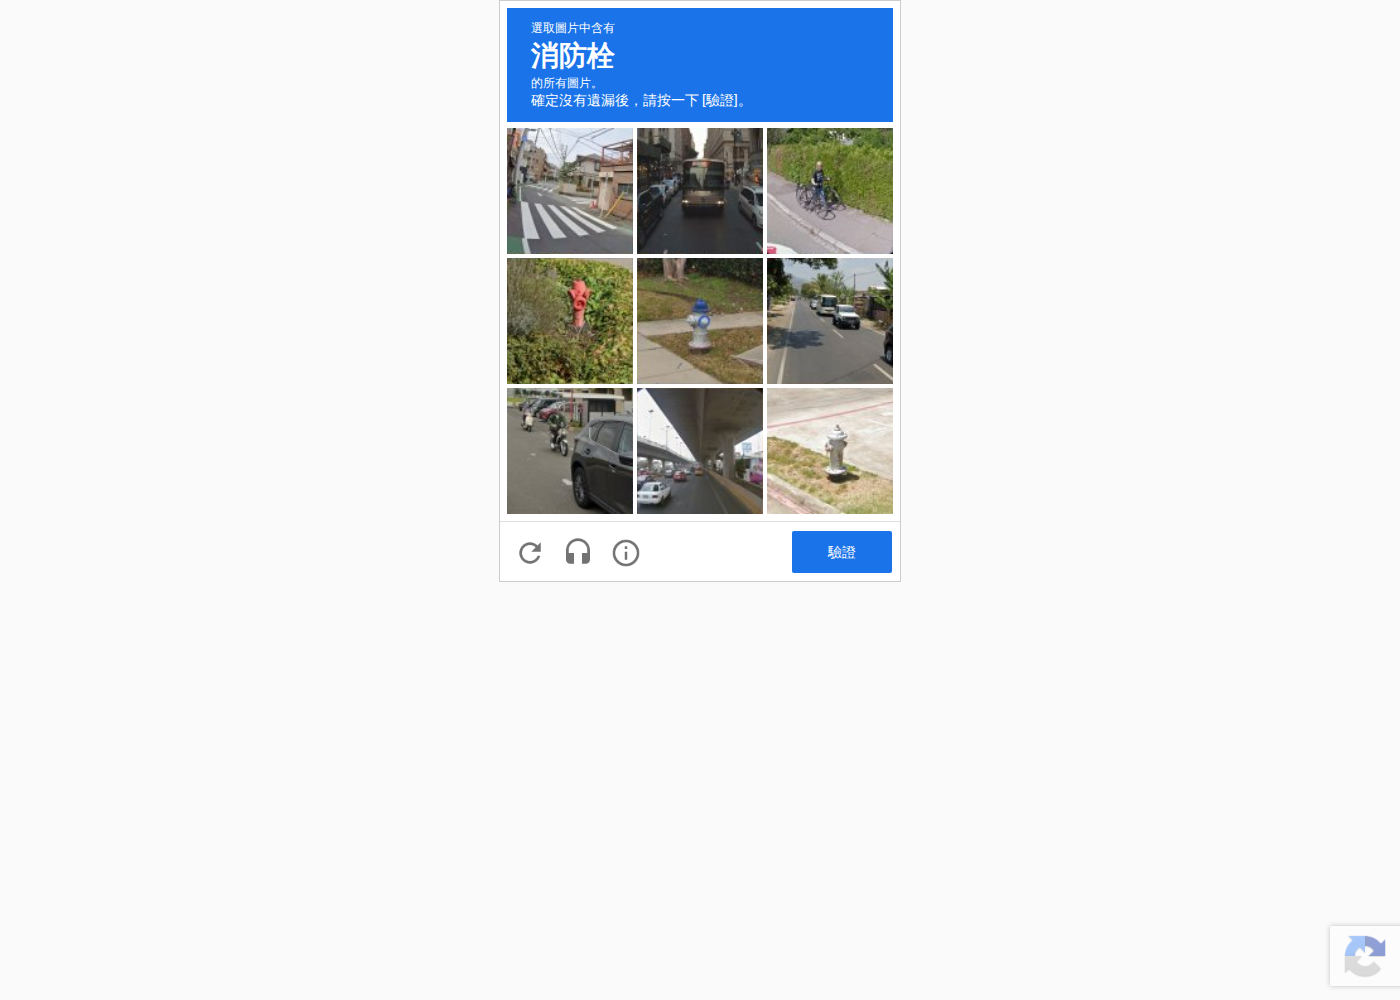 選取圖片中含有
消防栓
的所有圖片。
確定沒有遺漏後，請按一下 [驗證]。
驗證